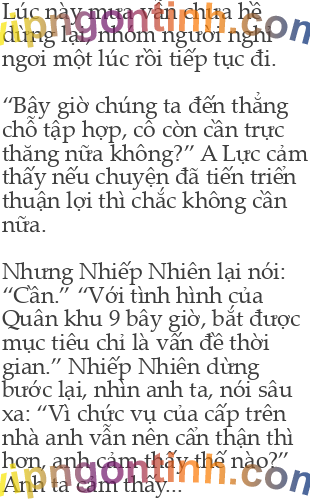 Lúc này mưa vẫn chưa hề
dừng lại, nhóm người nghỉ
ngơi một lúc rồi tiếp tục đi.
“Bây giờ chúng ta đến thẳng
chỗ tập hợp, cô còn cần trực
thăng nữa không?” A Lực cảm
thấy nếu chuyện đã tiến triển
thuận lợi thì chắc không cần
nữa.
Nhưng Nhiếp Nhiên lại nói:
“Cần.” “Với tình hình của
Quân khu 9 bây giờ, bắt được
mục tiêu chỉ là vấn đề thời
gian.” Nhiếp Nhiên dừng
bước lại, nhìn anh ta, nói sâu
xa: “Vì chức vụ của cấp trên
nhà anh vẫn nên cẩn thận thì
hơn, anh cảm thấy thế nào?”
Anh ta cảm thấy...